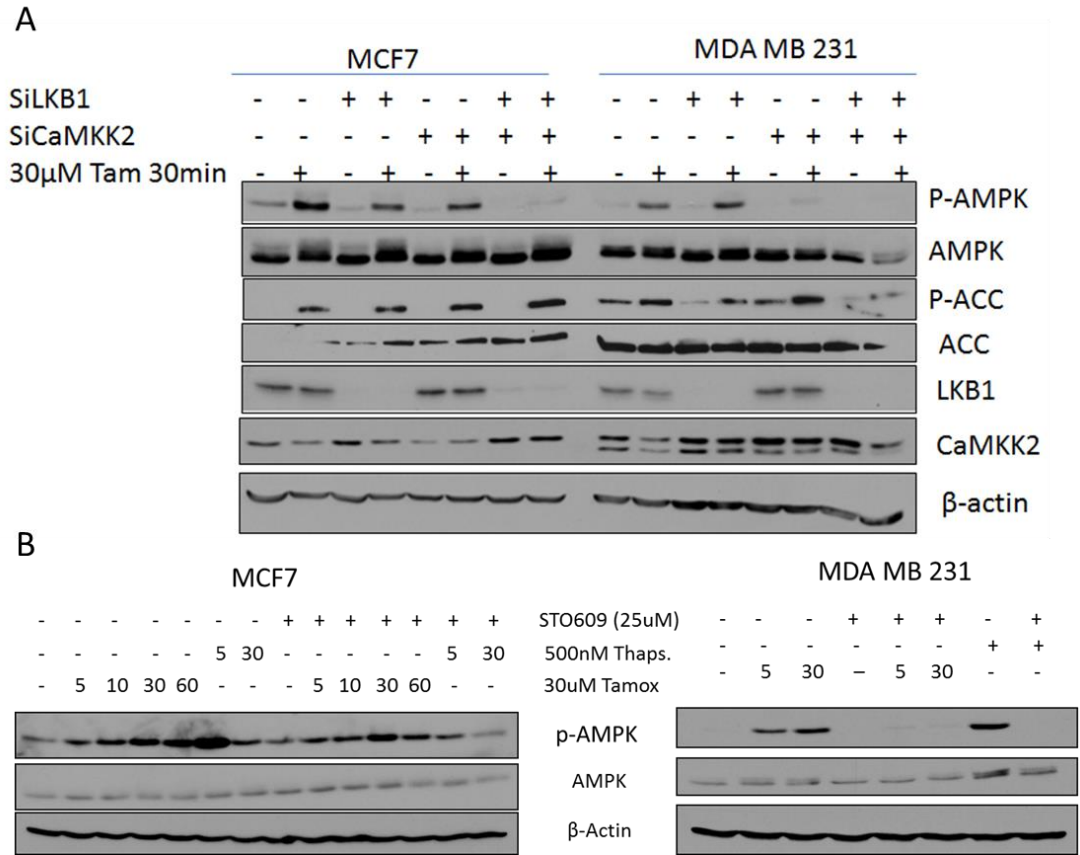 A
MCF7 MDA MB 231
SiLKB1 - - + + - - + + - - + + - - + +
SiCaMKK2 - - - - + + + + - - - - + + + +
30μM Tam 30min - + - + - + - + - + - + - + - +
P-AMPK
AMPK
P-ACC
ACC
LKB1
CaMKK2
β-actin
B
MCF7 MDA MB 231
- - - - - - - + + + + + + + STO609 (25uM) - - - + + + - +
- - - - - 5 30 - - - - - 5 30 500nM Thaps. - - - - - - + +
- 5 10 30 60 - - - 5 10 30 60 - - 30uM Tamox - 5 30 – 5 30 - -
p-AMPK
AMPK
β-Actin